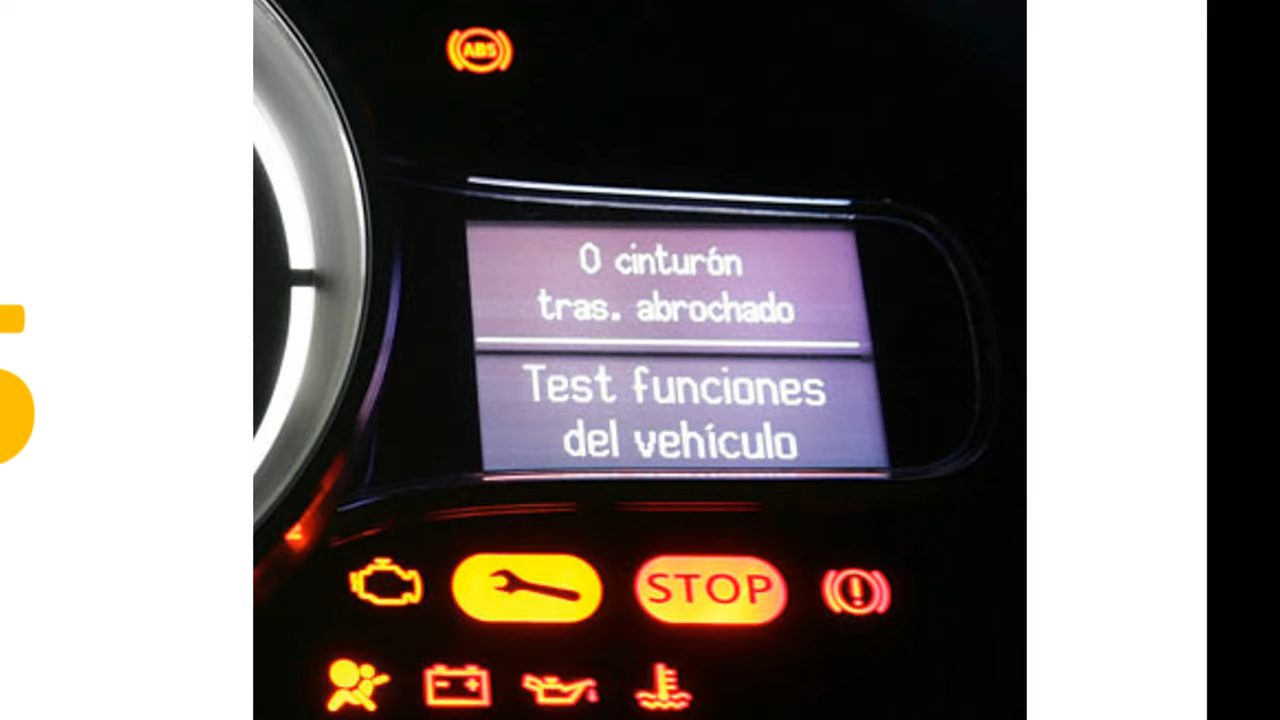 ABS
0 cinturón
tras. abrochado
Test funciones
del vehículo
STOP